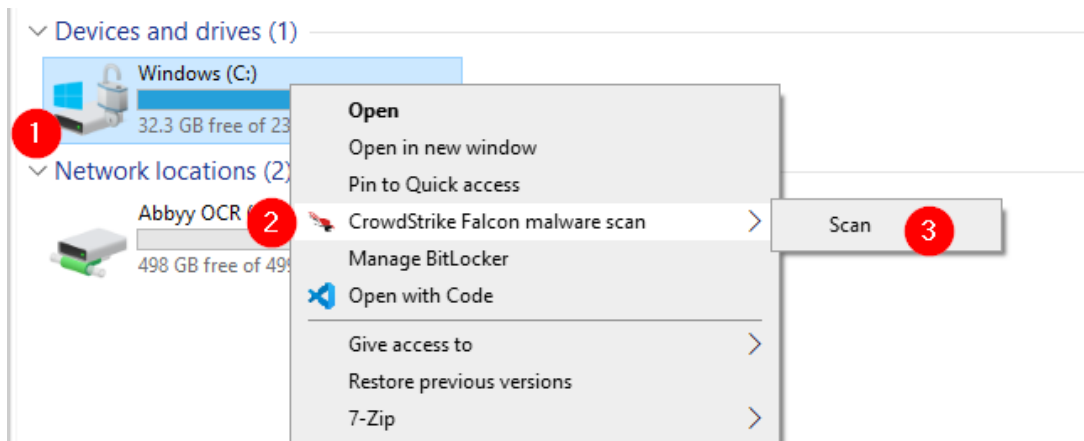 Devices and drives (1)
Windows (C:)
32.3 GB free of 23
1
Network locations (2)
Abbyy OCR
498 GB free of 499
Open
Open in new window
Pin to Quick access
2
CrowdStrike Falcon malware scan
Scan
3
Manage BitLocker
Open with Code
Give access to
Restore previous versions
7-Zip